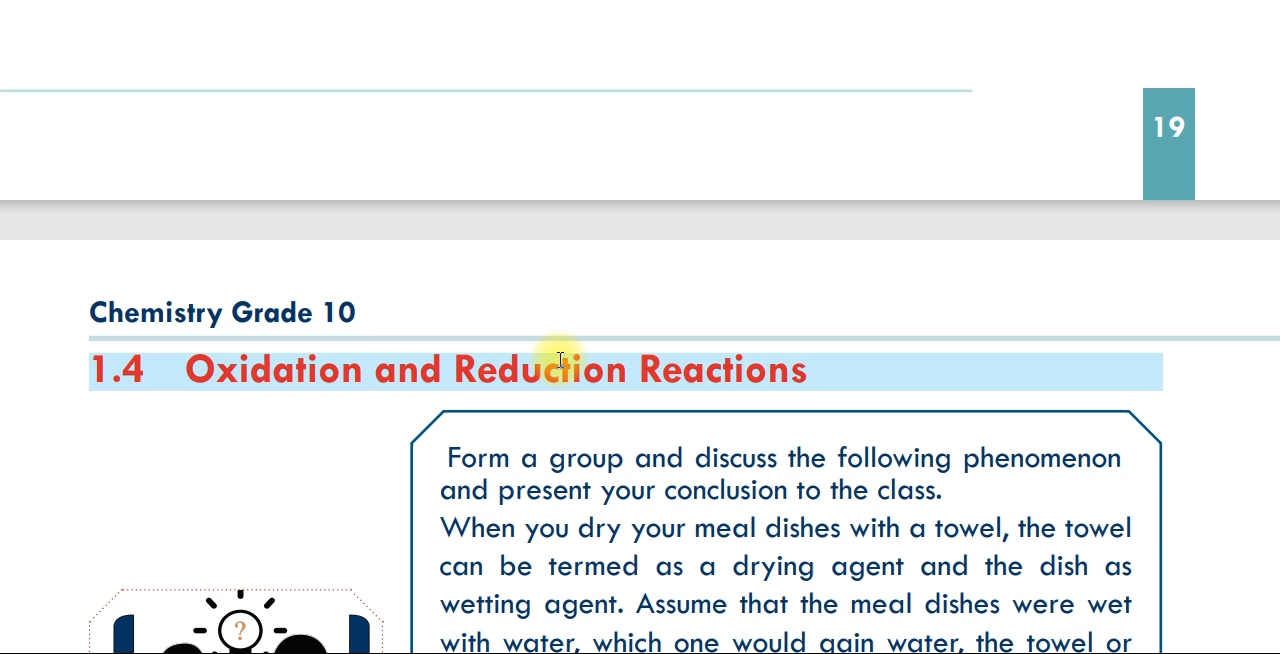 19
Chemistry Grade 10
1.4 Oxidation and Reduction Reactions
Form a group and discuss the following phenomenon
and present your conclusion to the class.
When you dry your meal dishes with a towel, the towel
can be termed as a drying agent and the dish as
wetting agent. Assume that the meal dishes were wet
with water, which one would gain water, the towel or
?